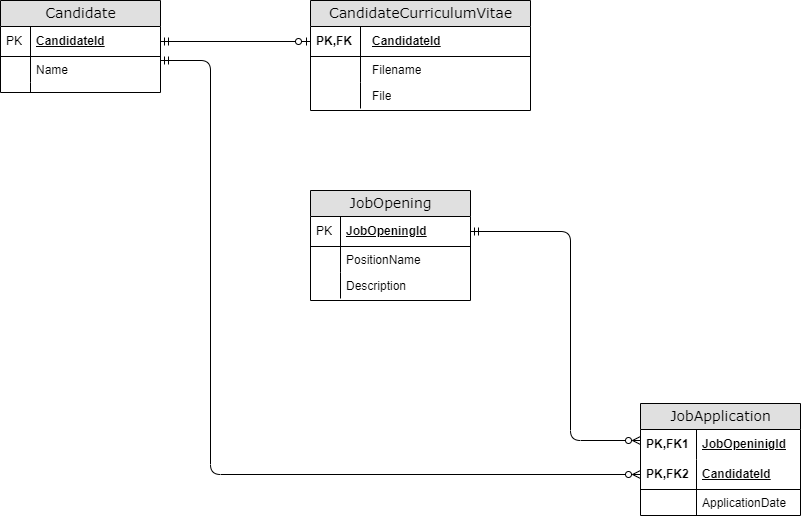 Candidate
PK CandidateId
Name
CandidateCurriculumVitae
PK,FK CandidateId
Filename
File
JobOpening
PK JobOpeningId
PositionName
Description
JobApplication
PK,FK1 JobOpeninigId
PK,FK2 CandidateId
ApplicationDate